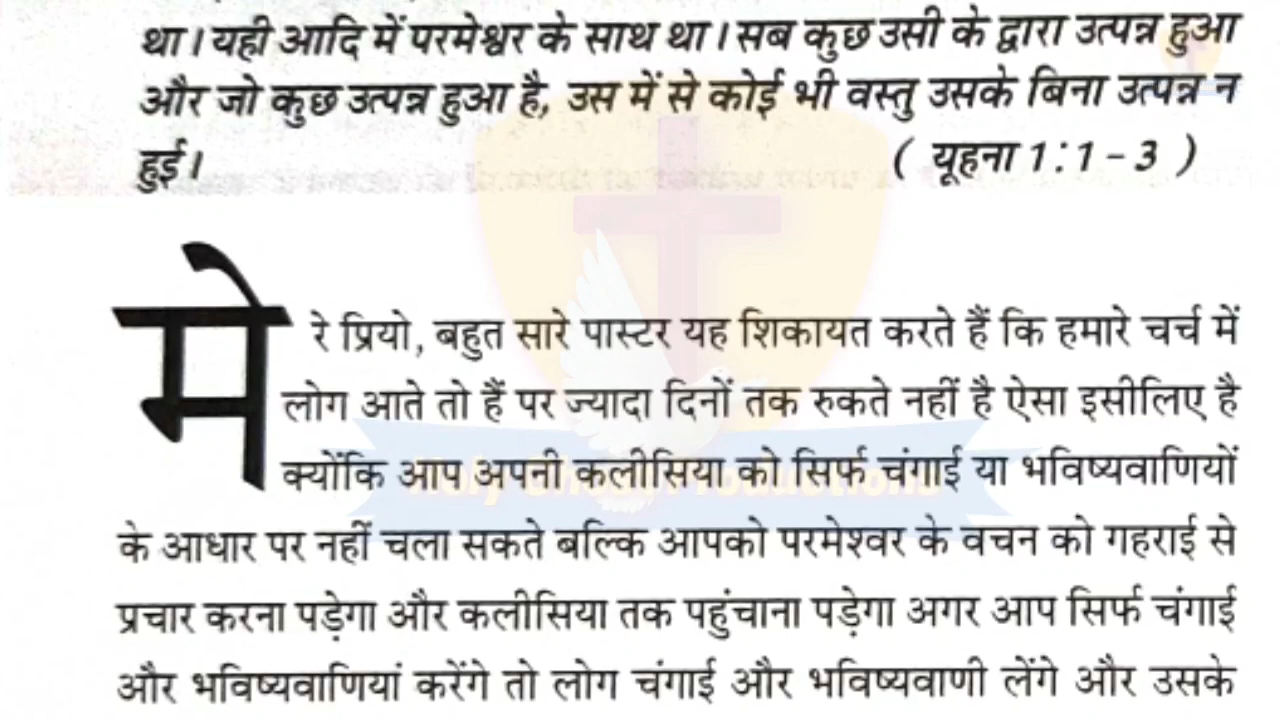 था। यही आदि में परमेश्वर के साथ था। सब कुछ उसी के द्वारा उत्पन्न हुआ
और जो कुछ उत्पन्न हुआ है, उस में से कोई भी वस्तु उसके बिना उत्पन्न न
हुई। ( यूहना 1:1-3 )
मेरे प्रियो, बहुत सारे पास्टर यह शिकायत करते हैं कि हमारे चर्च में
लोग आते तो हैं पर ज्यादा दिनों तक रुकते नहीं है ऐसा इसीलिए है
क्योंकि आप अपनी कलीसिया को सिर्फ चंगाई या भविष्यवाणियों
के आधार पर नहीं चला सकते बल्कि आपको परमेश्वर के वचन को गहराई से
प्रचार करना पड़ेगा और कलीसिया तक पहुंचाना पड़ेगा अगर आप सिर्फ चंगाई
और भविष्यवाणियां करेंगे तो लोग चंगाई और भविष्यवाणी लेंगे और उसके
Holy Ghost Productions